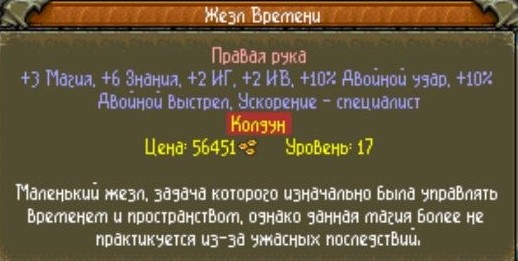 Жезл Времени
Правая рука
+3 Магия, +6 Знания, +2 ИГ, +2 ИВ, +10% Двойной удар, +10%
Двойной выстрел, Ускорение - специалист
Колдун
Цена: 56451 Уровень: 17
Маленький жезл, задача которого изначально была управлять
временем и пространством, однако данная магия более не
практикуется из-за ужасных последствий.